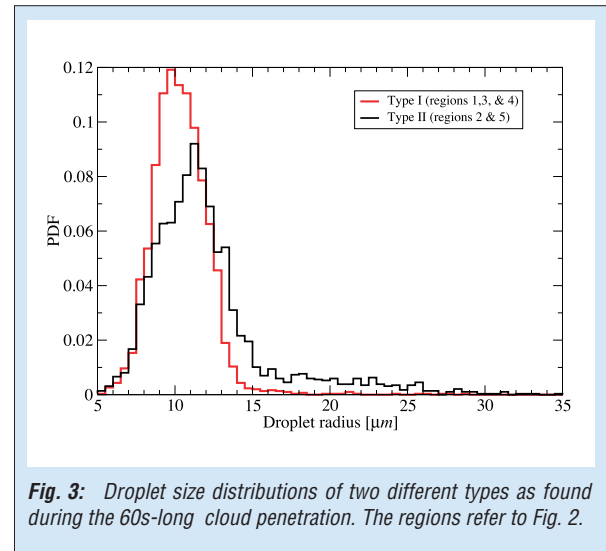 0.12
0.1
0.08
0.06
0.04
0.02
0
PDF
Type I (regions 1,3, & 4)
Type II (regions 2 & 5)
5 10 15 20 25 30 35
Droplet radius [μm]
Fig. 3: Droplet size distributions of two different types as found
during the 60s-long cloud penetration. The regions refer to Fig. 2.